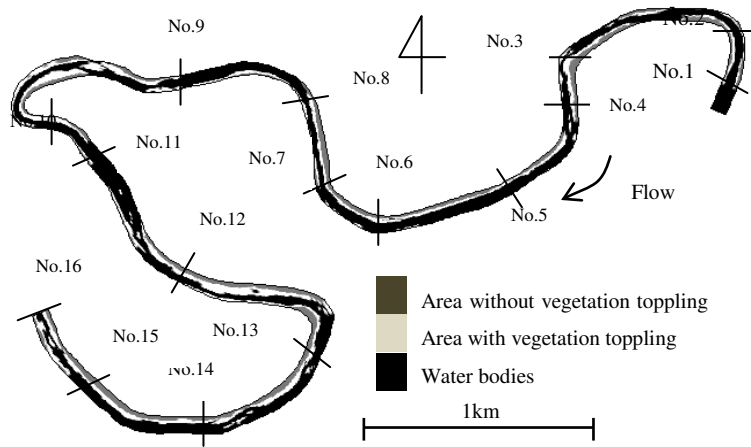 No.9
No.2
No.3
No.1
No.8
No.4
No.11
No.7
No.6
Flow
No.12
No.5
No.16
Area without vegetation toppling
No.15
No.13
Area with vegetation toppling
No.14
Water bodies
1km